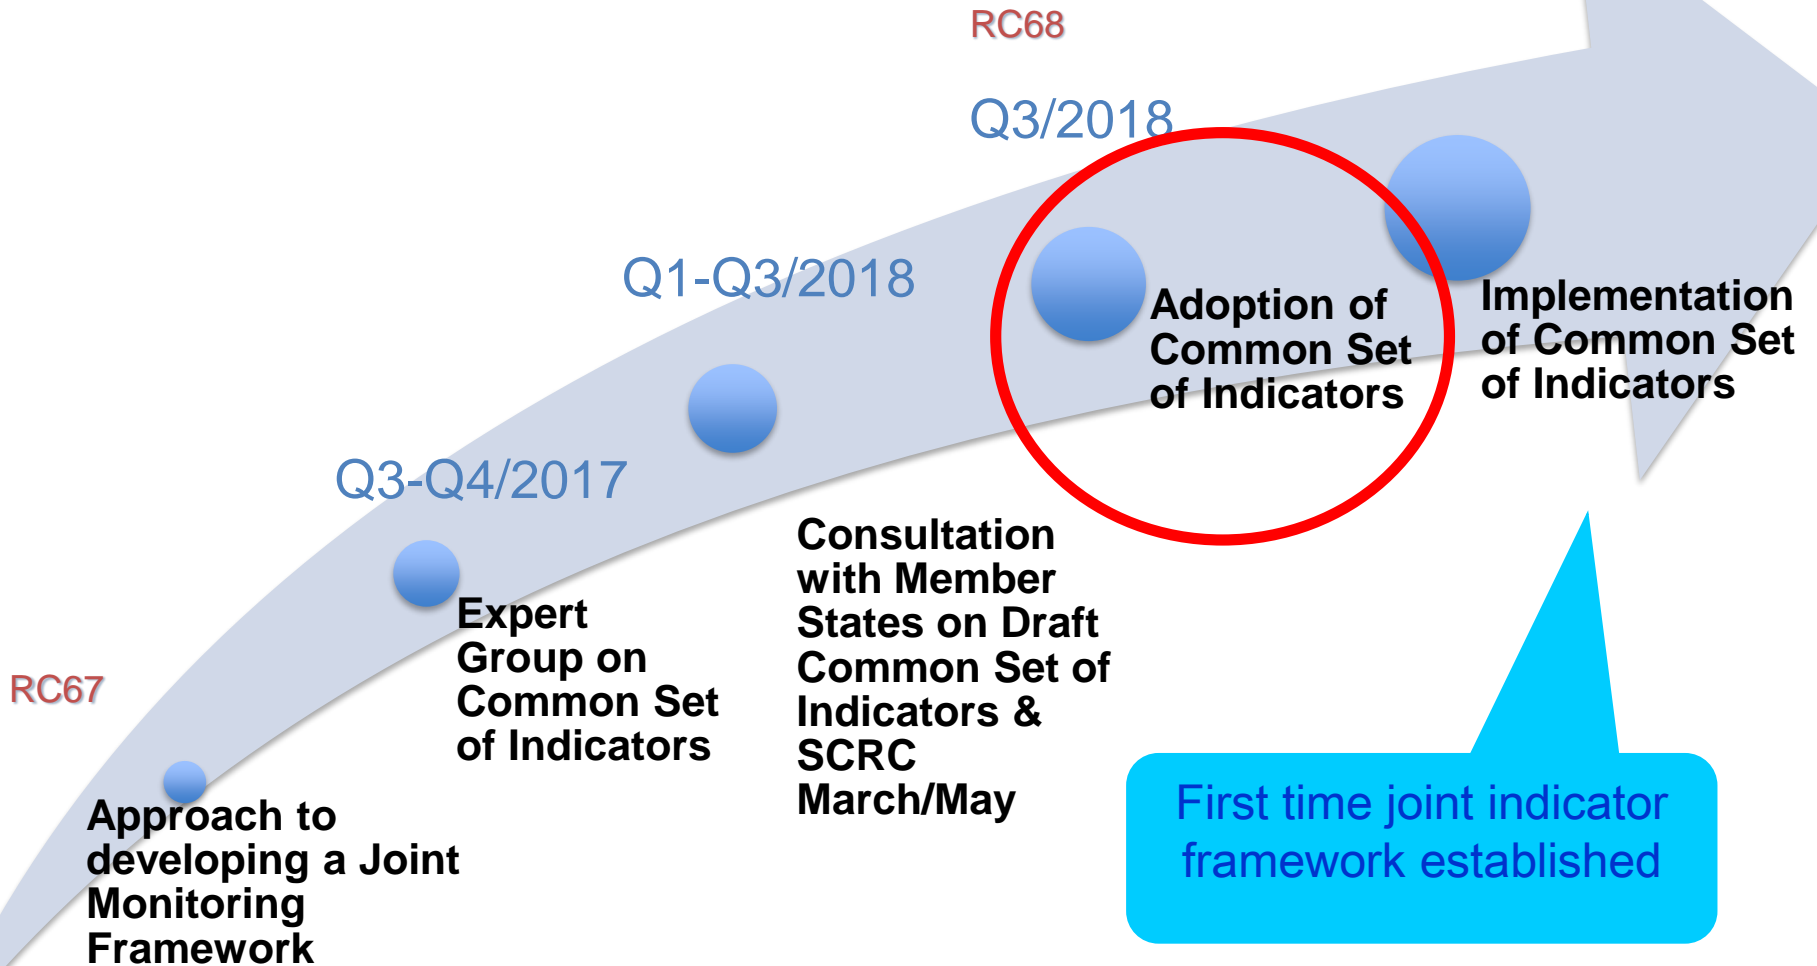 RC67
Approach to
developing a Joint
Monitoring
Framework
Q3-Q4/2017
Expert
Group on
Common Set
of Indicators
Q1-Q3/2018
Consultation
with Member
States on Draft
Common Set of
Indicators &
SCRC
March/May
RC68
Q3/2018
Adoption of
Common Set
of Indicators
Implementation
of Common Set
of Indicators
First time joint indicator
framework established